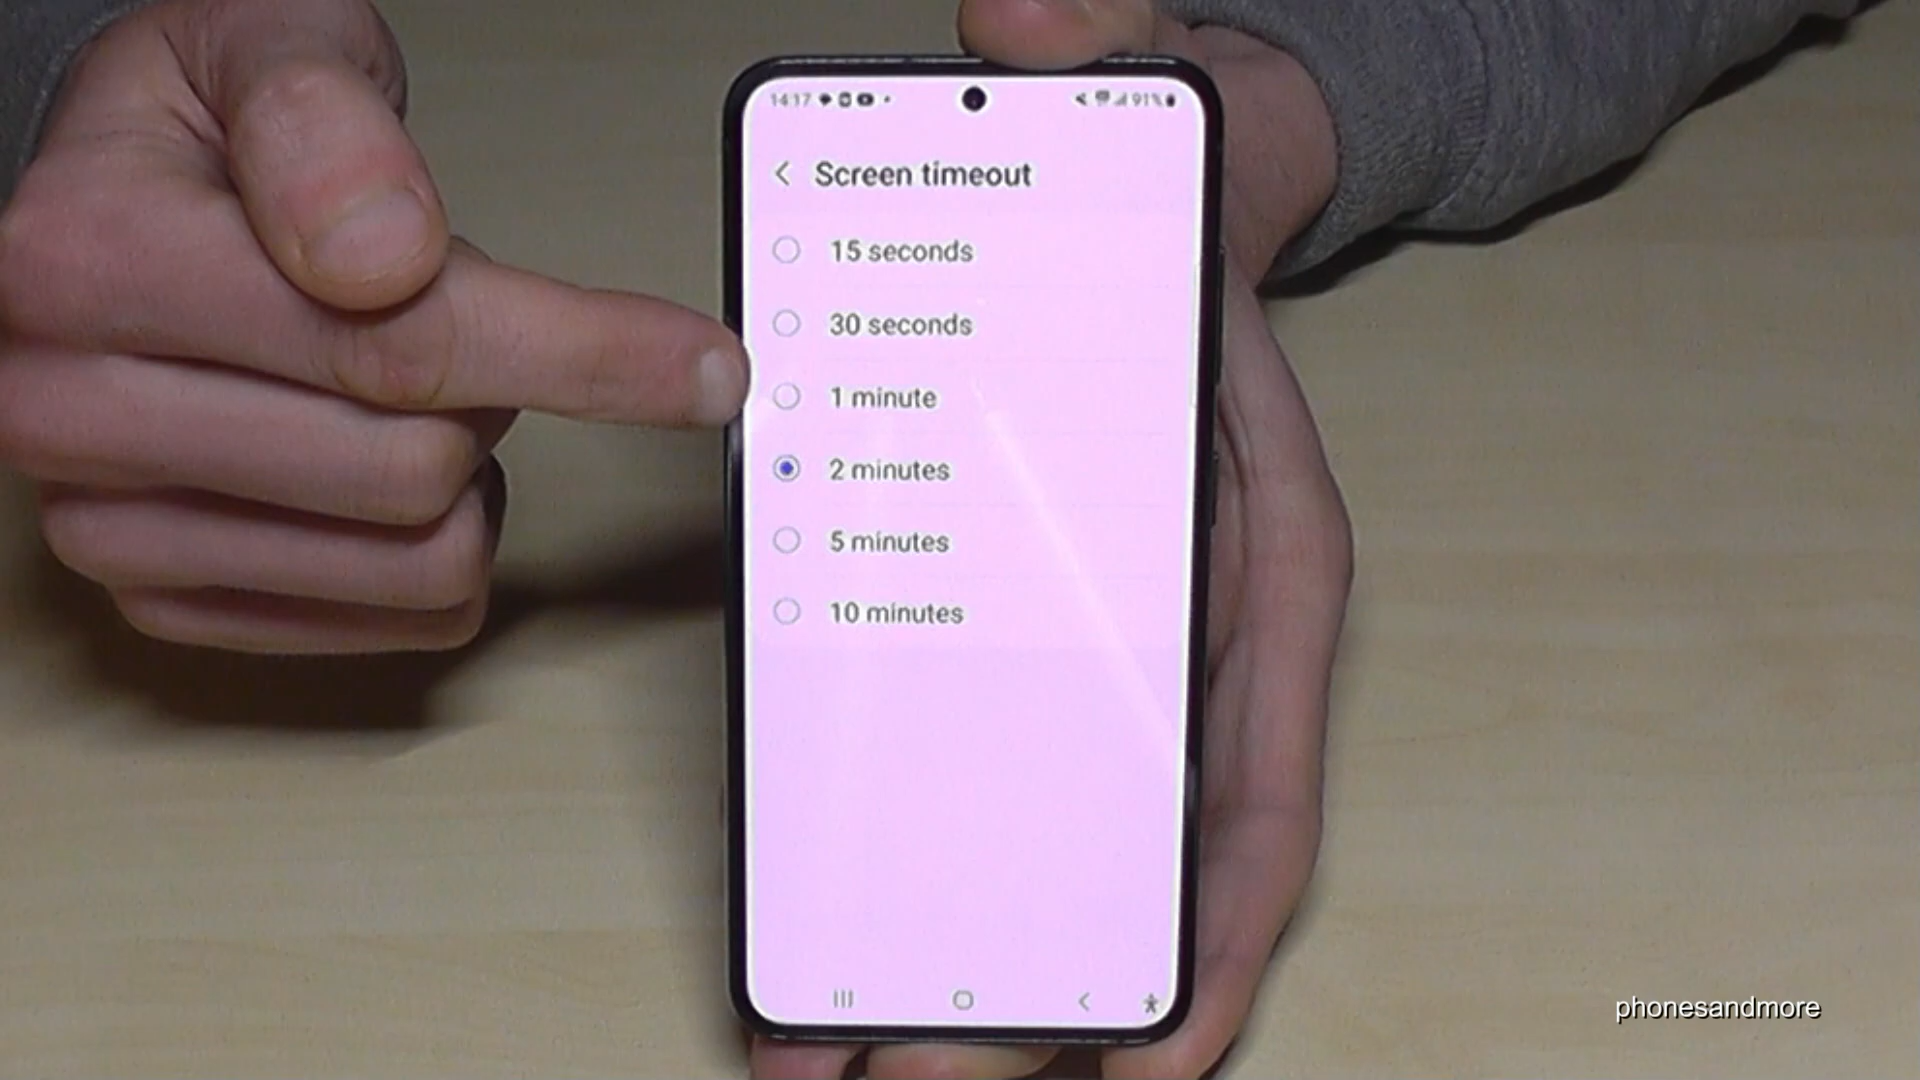 14:17 91%
Screen timeout
15 seconds
30 seconds
1 minute
2 minutes
5 minutes
10 minutes
phonesandmore